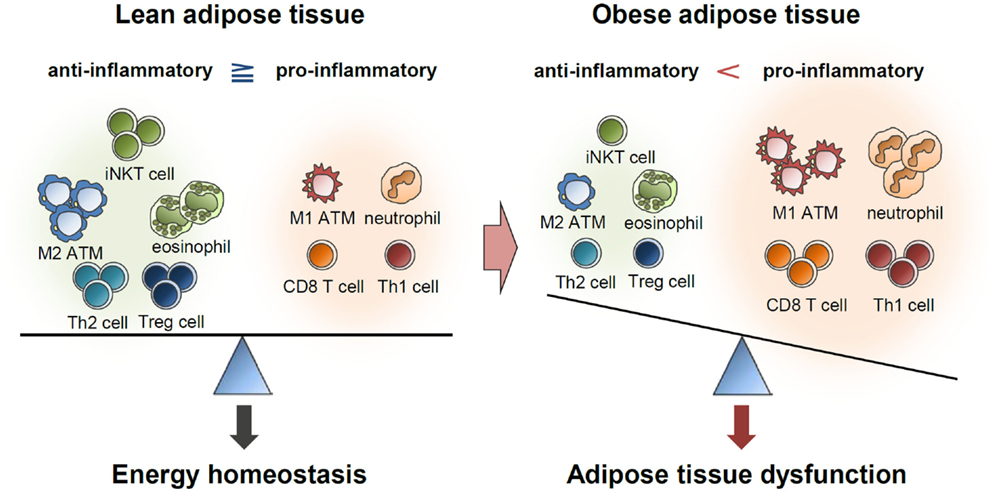 Lean adipose tissue
anti-inflammatory ≧ pro-inflammatory
iNKT cell
M2 ATM
eosinophil
Th2 cell
Treg cell
M1 ATM
neutrophil
CD8 T cell
Th1 cell
Energy homeostasis
Obese adipose tissue
anti-inflammatory < pro-inflammatory
iNKT cell
M2 ATM
eosinophil
Th2 cell
Treg cell
M1 ATM
neutrophil
CD8 T cell
Th1 cell
Adipose tissue dysfunction